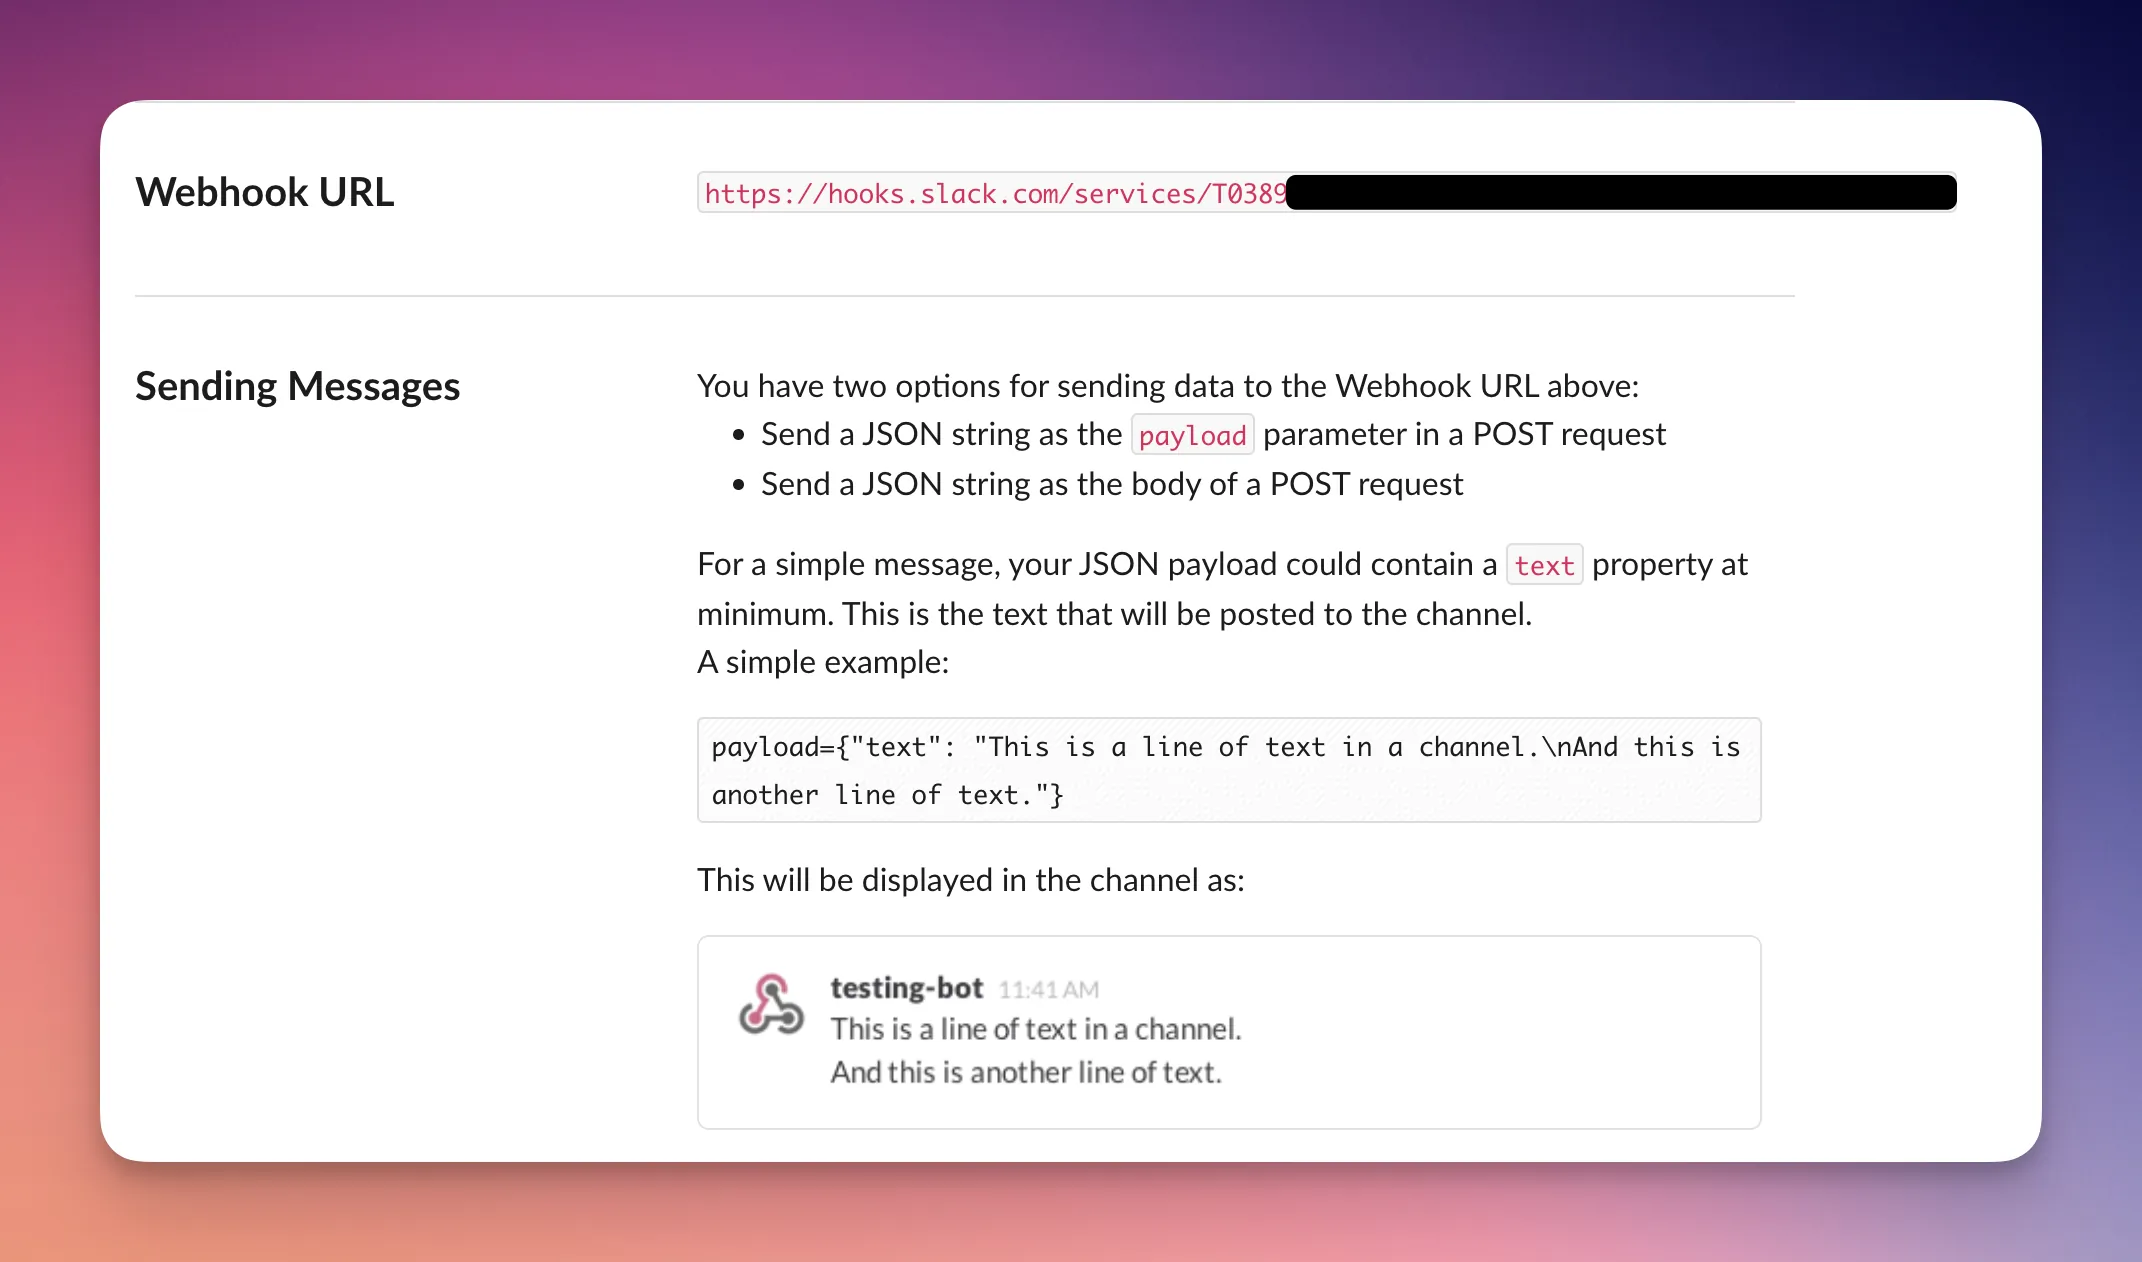 Webhook URL
https://hooks.slack.com/services/T0389
Sending Messages
You have two options for sending data to the Webhook URL above:
• Send a JSON string as the payload parameter in a POST request
• Send a JSON string as the body of a POST request
For a simple message, your JSON payload could contain a text property at
minimum. This is the text that will be posted to the channel.
A simple example:
payload={"text": "This is a line of text in a channel.\nAnd this is
another line of text."}
This will be displayed in the channel as:
testing-bot 11:41 AM
This is a line of text in a channel.
And this is another line of text.